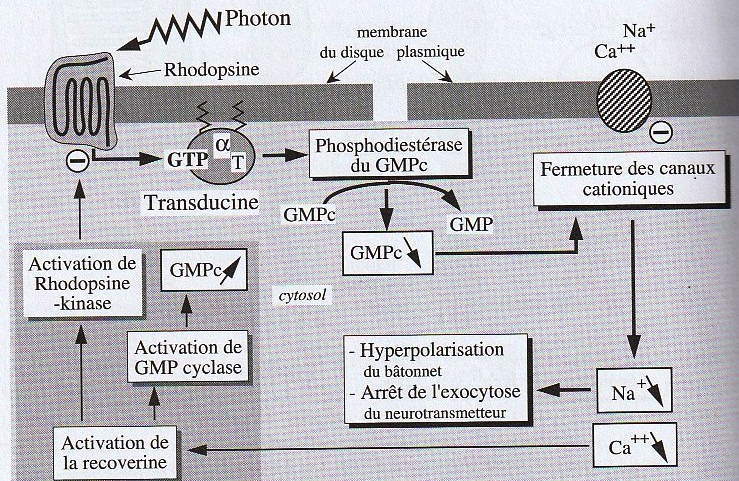 Photon
membrane
du disque plasmique
Na+
Ca++
Rhodopsine
GTP
α
T
Transducine
Phosphodiestérase
du GMPc
Fermeture des canaux
cationiques
GMPc
GMP
GMPc
Activation de
Rhodopsine
-kinase
GMPc
cytosol
Activation de
GMP cyclase
- Hyperpolarisation
du bâtonnet
- Arrêt de l'exocytose
du neurotransmetteur
Na+
Ca++
Activation de
la recoverine